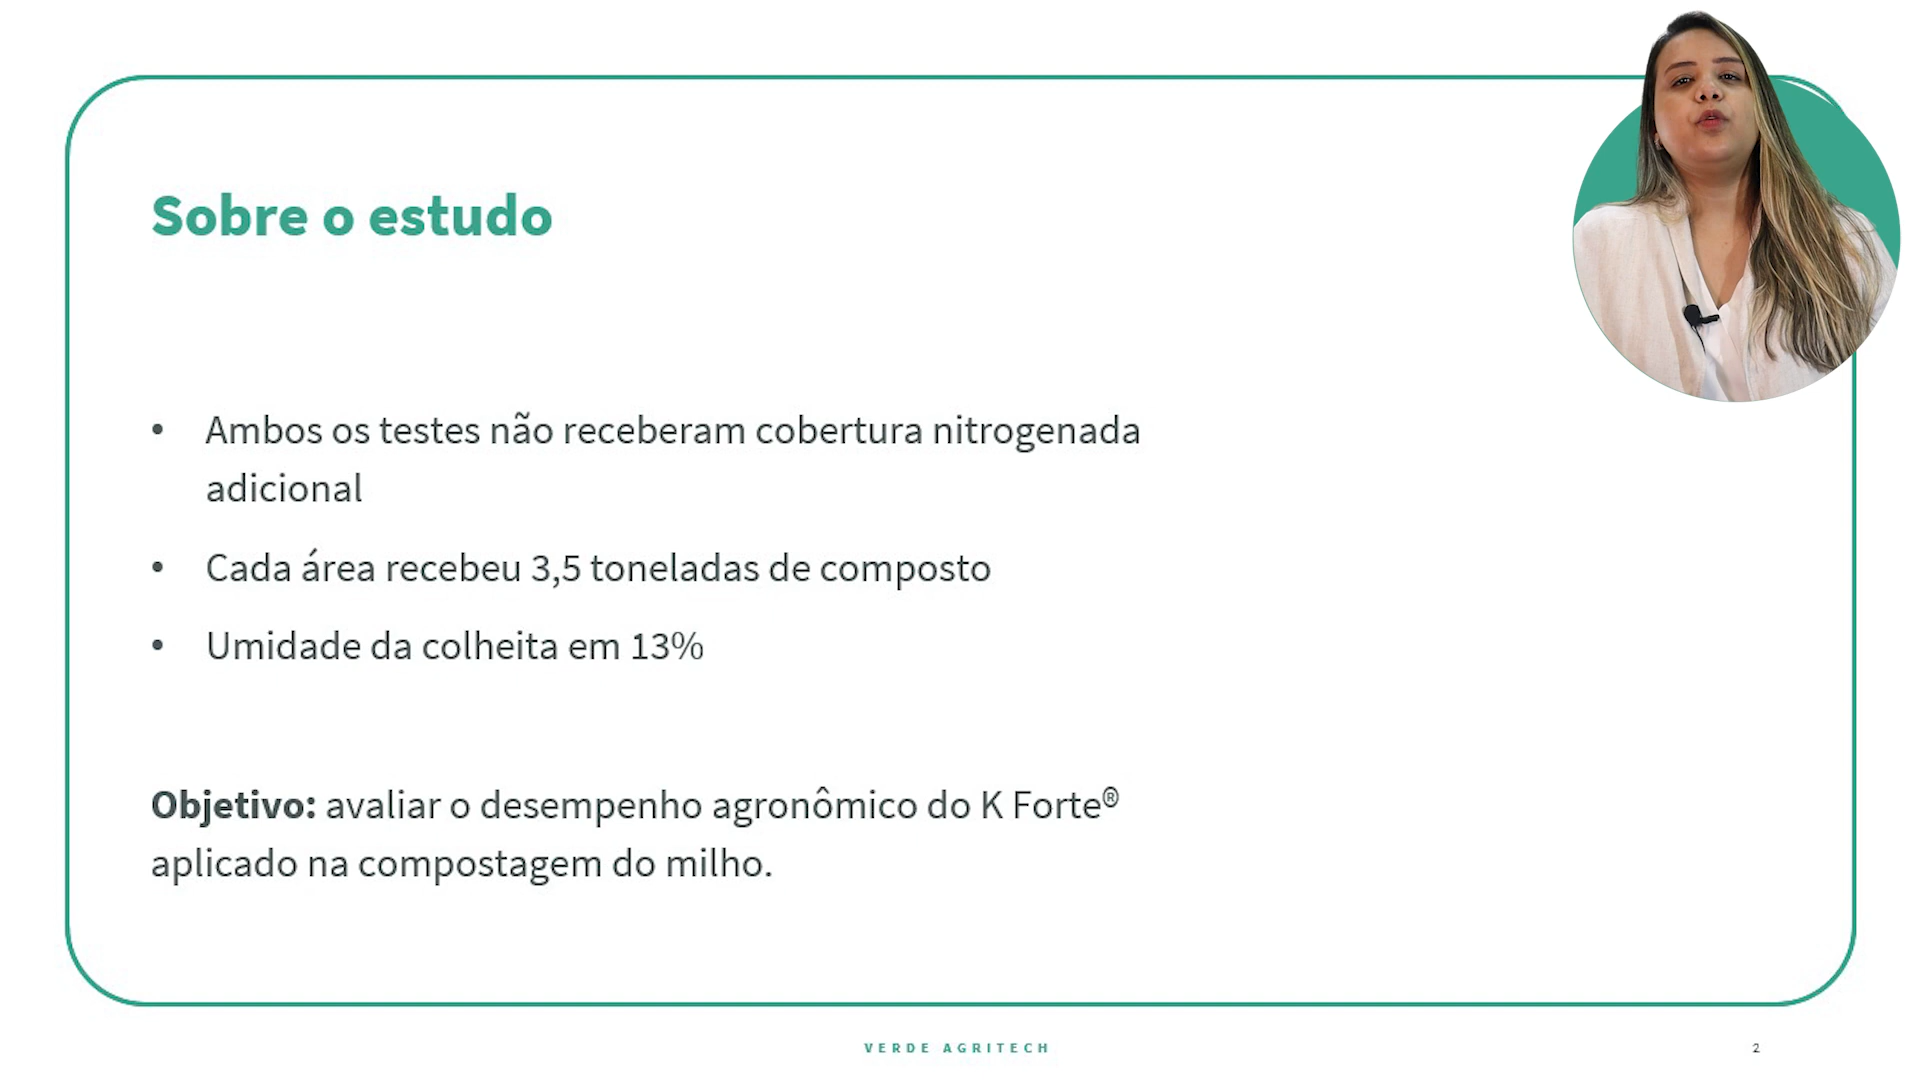 Sobre o estudo
• Ambos os testes não receberam cobertura nitrogenada
adicional
• Cada área recebeu 3,5 toneladas de composto
• Umidade da colheita em 13%
Objetivo: avaliar o desempenho agronômico do K Forte®
aplicado na compostagem do milho.
VERDE AGRITECH
2